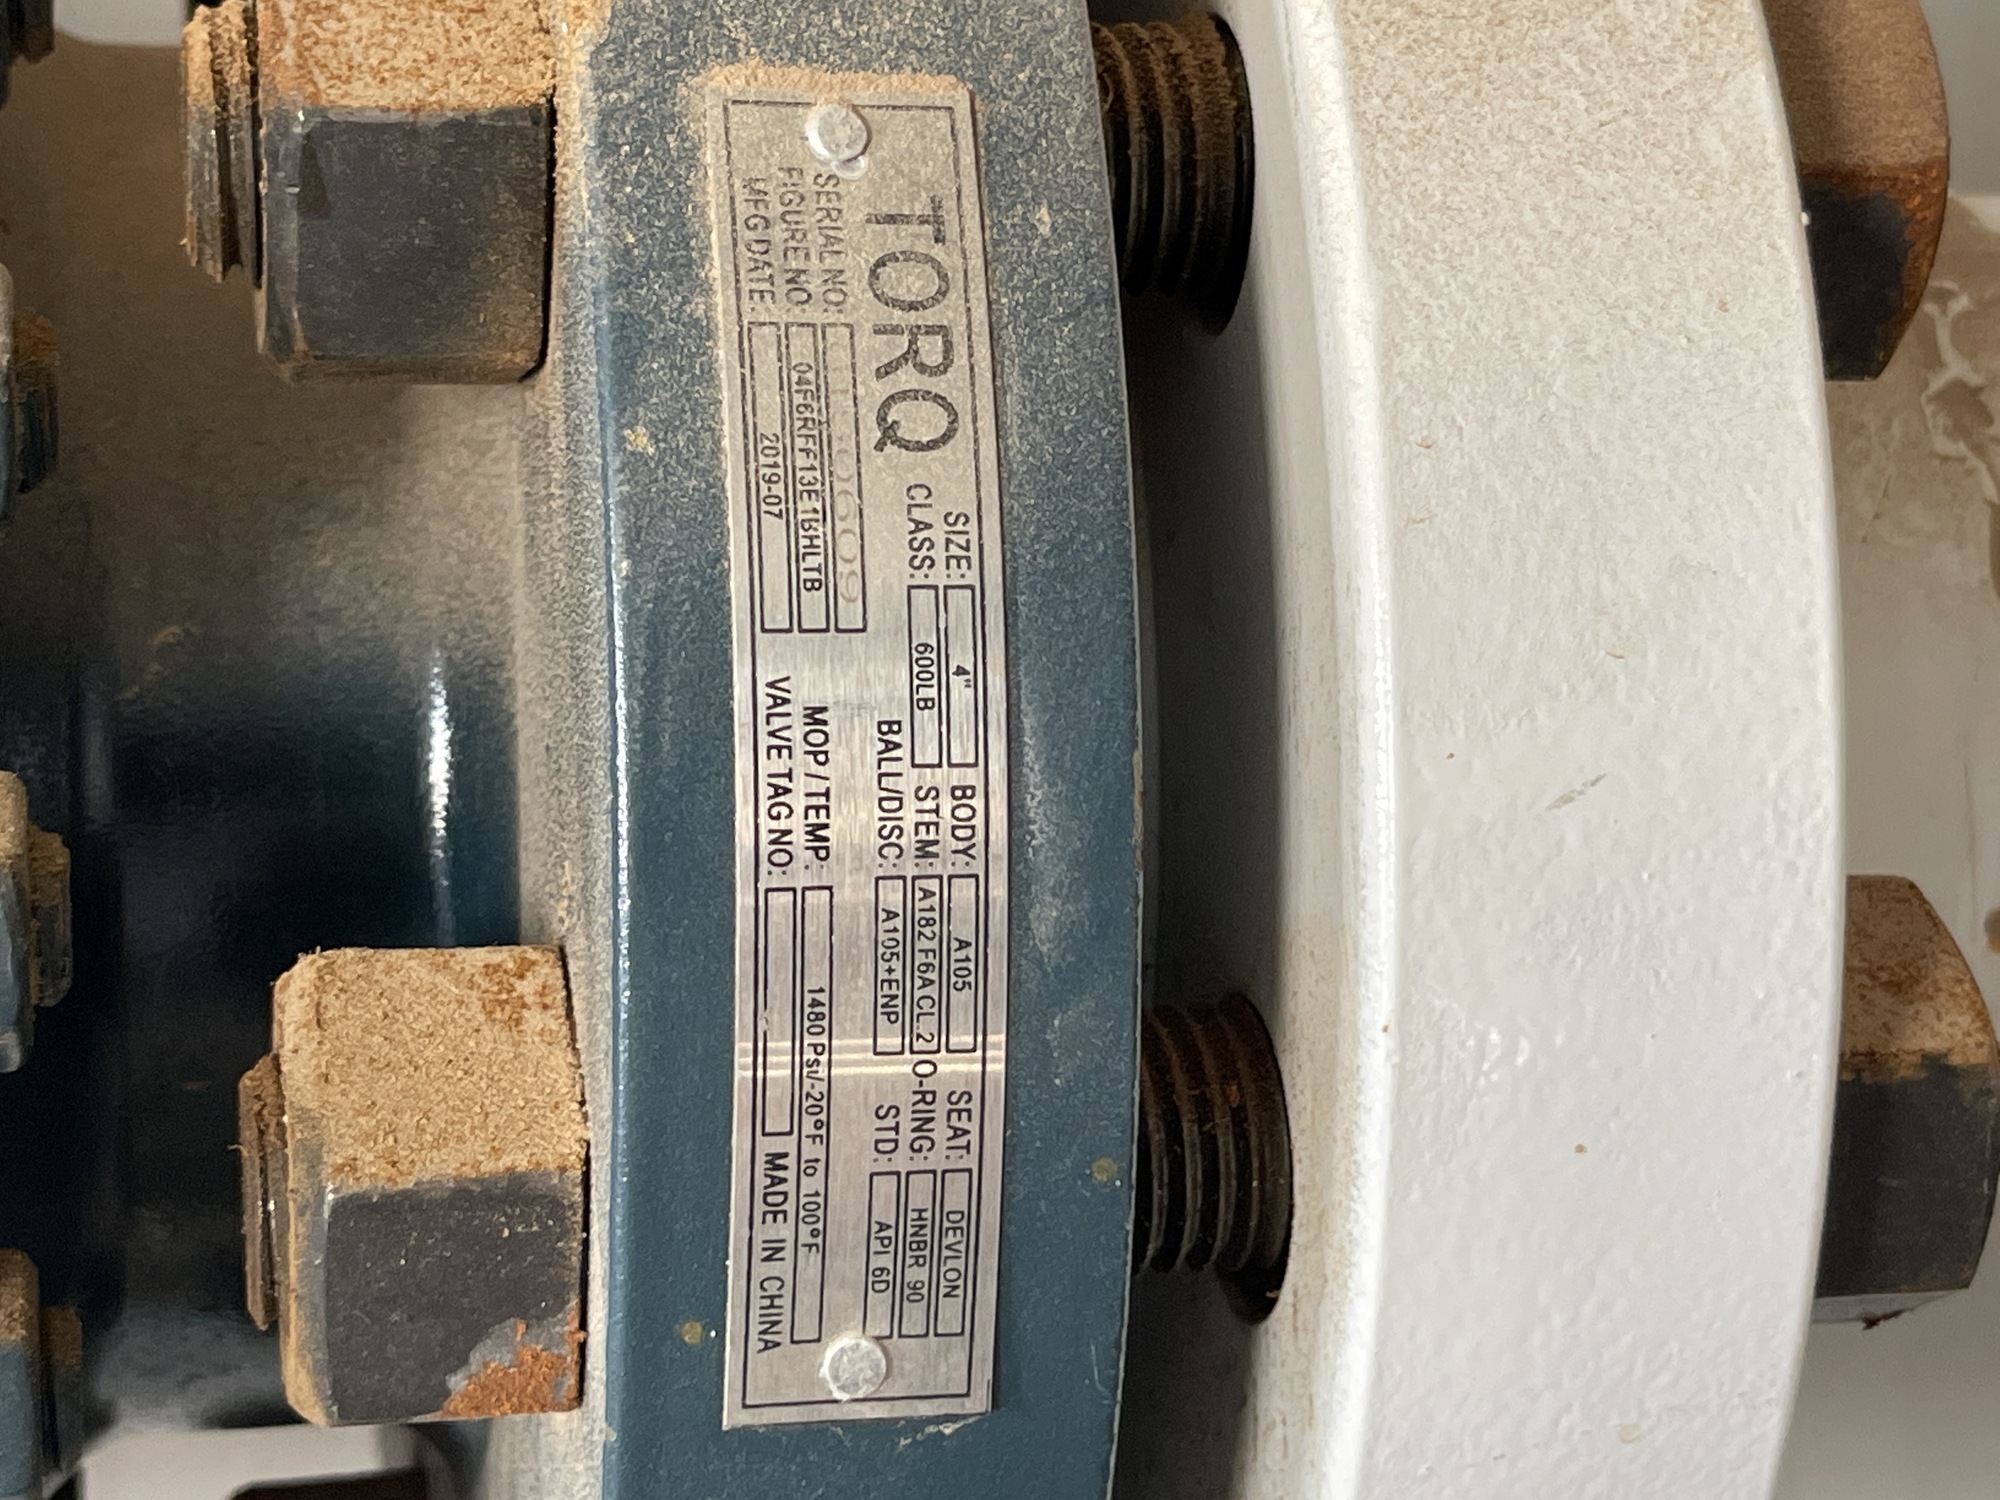 TORQ
SIZE: 4" BODY: A105 SEAT: DEVLON
CLASS: 600LB STEM: A182 F6A CL.2 O-RING: HNBR 90
BALL/DISC: A105+ENP STD: API 6D
SERIAL NO:
FIGURE NO: 04F6RFF13E1BHLTB MOP / TEMP: 1480 Psi/-20°F to 100°F
MFG DATE: 2019-07 VALVE TAG NO: MADE IN CHINA